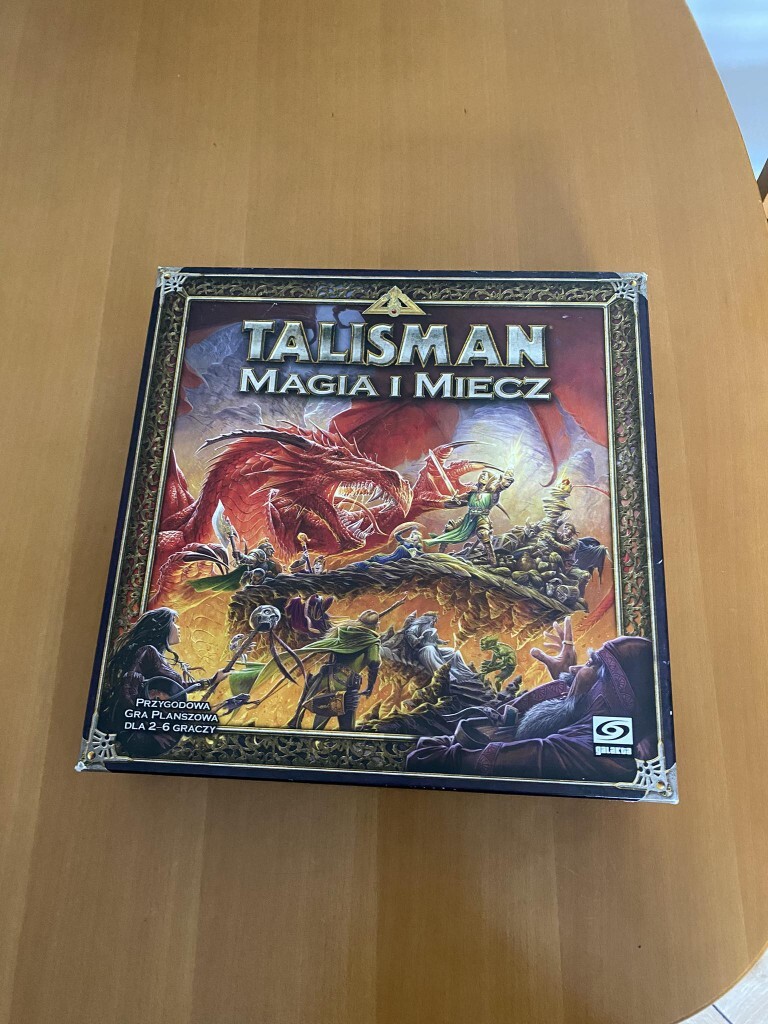 TALISMAN
MAGIA I MIECZ
PRZYGODOWA
GRA PLANSZOWA
DLA 2–6 GRACZY
galakta